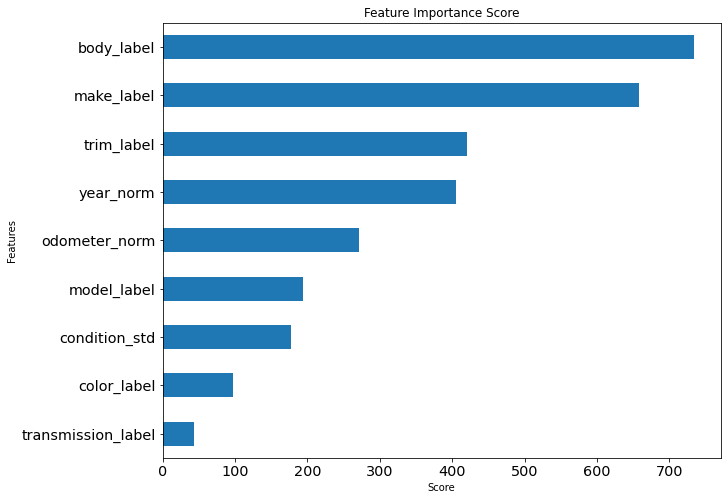 Feature Importance Score
body_label
make_label
trim_label
year_norm
odometer_norm
model_label
condition_std
color_label
transmission_label
Features
0 100 200 300 400 500 600 700
Score